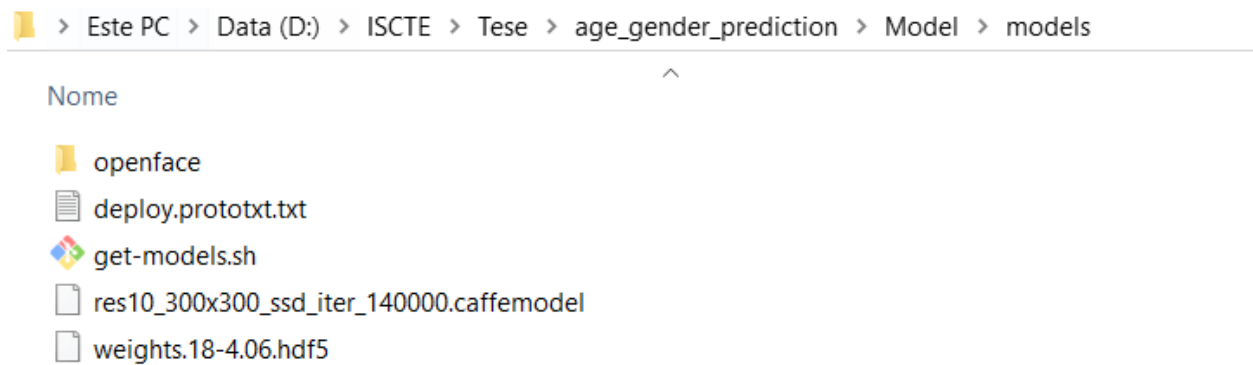 Este PC > Data (D:) > ISCTE > Tese > age_gender_prediction > Model > models
Nome
openface
deploy.prototxt.txt
get-models.sh
res10_300x300_ssd_iter_140000.caffemodel
weights.18-4.06.hdf5